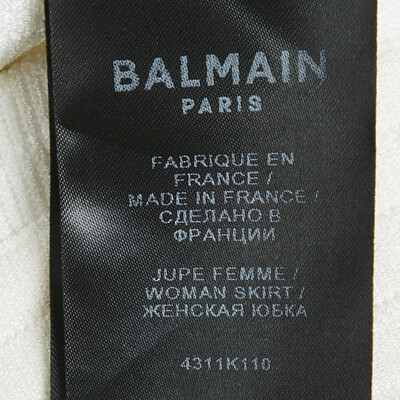 BALMAIN
PARIS
FABRIQUE EN
FRANCE /
MADE IN FRANCE /
СДЕЛАНО В
ФРАНЦИИ
JUPE FEMME /
WOMAN SKIRT /
ЖЕНСКАЯ ЮБКА
4311K110